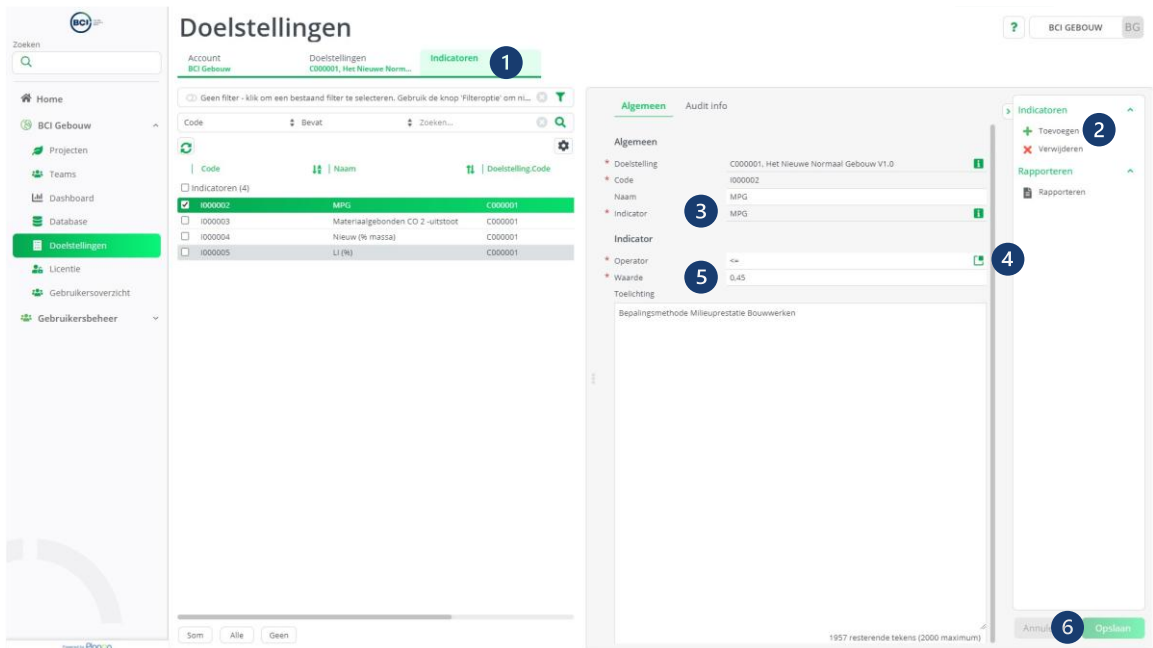 BCI
Doelstellingen
? BCI GEBOUW BG
Zoeken
Account Doelstellingen Indicatoren 1
BCI Gebouw C000001, Het Nieuwe Norm...
Home
BCI Gebouw
Projecten
Teams
Dashboard
Database
Doelstellingen
Licentie
Gebruikersoverzicht
Gebruikersbeheer
Geen filter - klik om een bestaand filter te selecteren. Gebruik de knop 'Filteroptie' om ni...
Code Bevat Zoeken...
Code Naam Doelstelling.Code
Indicatoren (4)
I000002 MPG C000001
I000003 Materiaalgebonden CO 2 -uitstoot C000001
I000004 Nieuw (% massa) C000001
I000005 LI (%) C000001
Som Alle Geen
Algemeen Audit info
Algemeen
* Doelstelling C000001, Het Nieuwe Normaal Gebouw V1.0
* Code I000002
Naam MPG
* Indicator 3 MPG
Indicator
* Operator <= 4
* Waarde 5 0,45
Toelichting
Bepalingsmethode Milieuprestatie Bouwwerken
1957 resterende tekens (2000 maximum)
Indicatoren
Toevoegen 2
Verwijderen
Rapporteren
Rapporteren
6 Opslaan